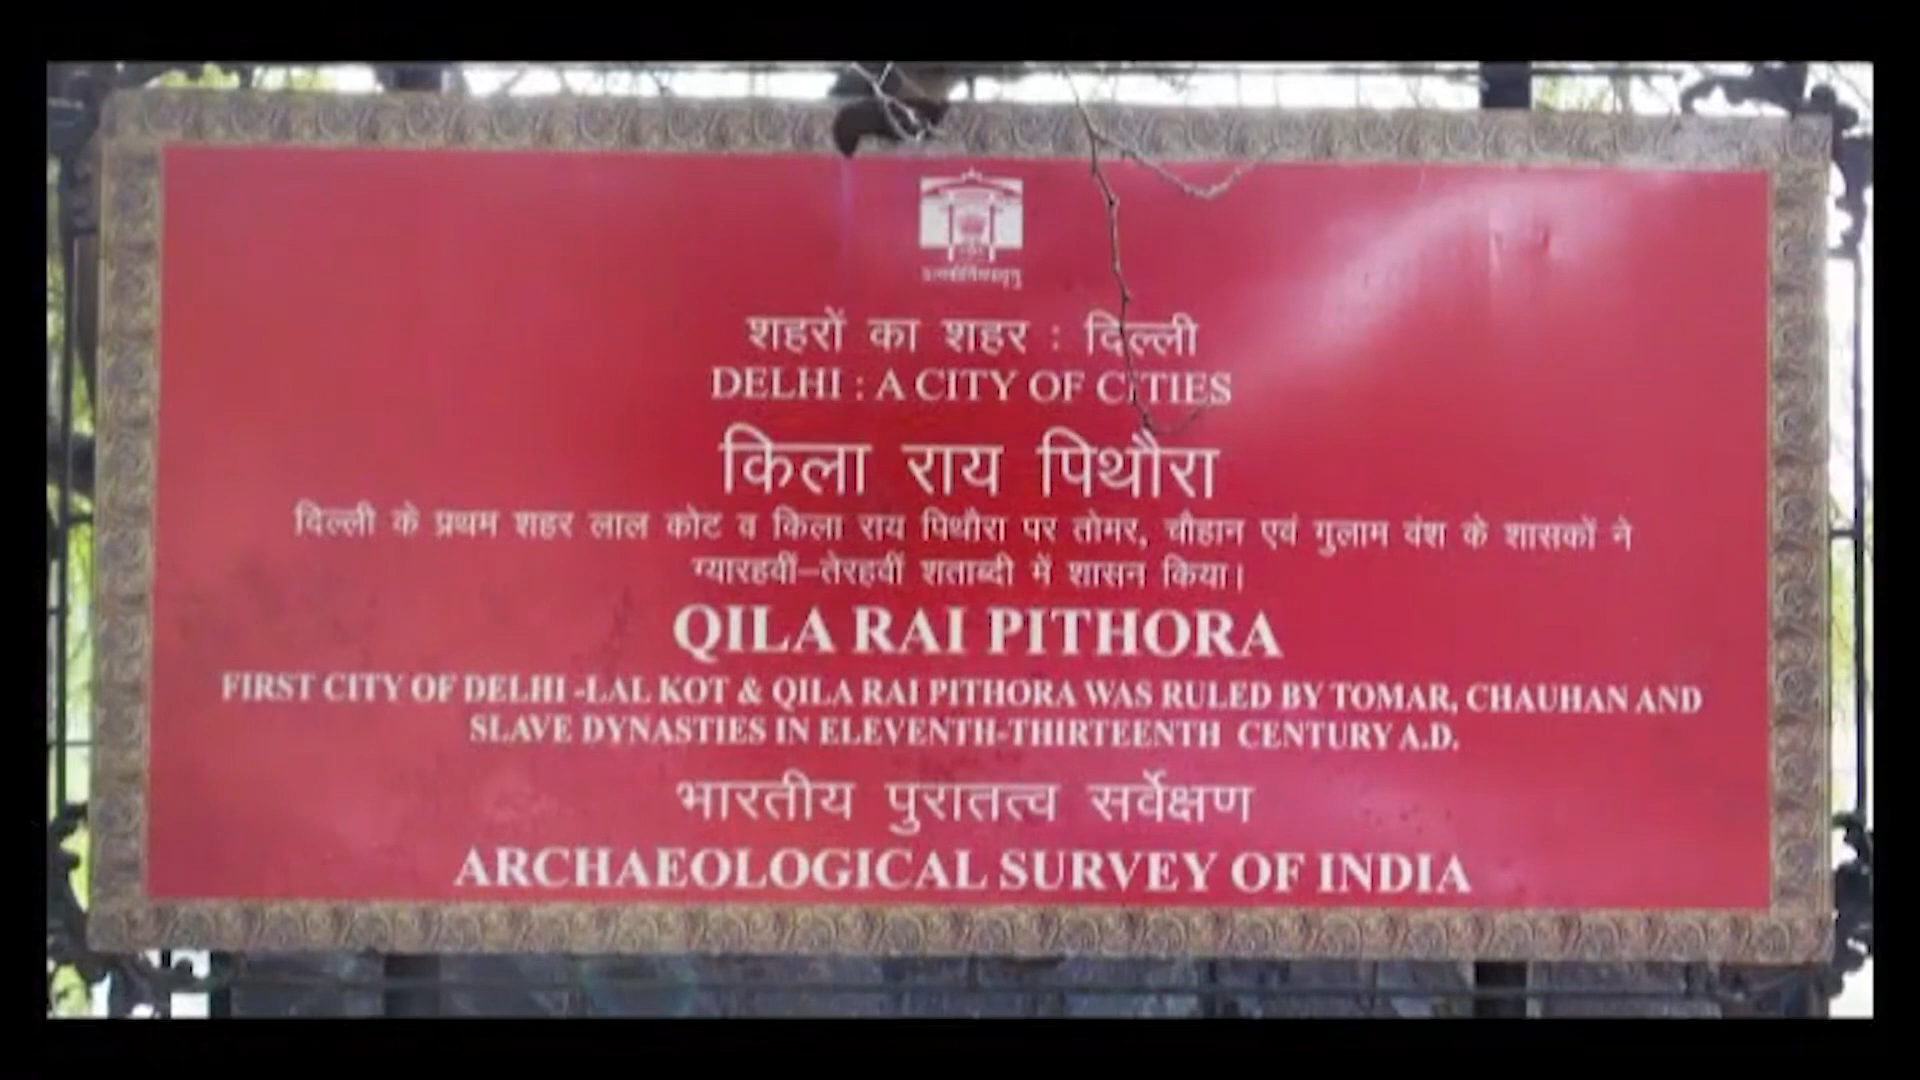 शहरों का शहर : दिल्ली
DELHI : A CITY OF CITIES
किला राय पिथौरा
दिल्ली के प्रथम शहर लाल कोट व किला राय पिथौरा पर तोमर, चौहान एवं गुलाम वंश के शासकों ने
ग्यारहवीं–तेरहवीं शताब्दी में शासन किया।
QILA RAI PITHORA
FIRST CITY OF DELHI -LAL KOT & QILA RAI PITHORA WAS RULED BY TOMAR, CHAUHAN AND
SLAVE DYNASTIES IN ELEVENTH-THIRTEENTH CENTURY A.D.
भारतीय पुरातत्व सर्वेक्षण
ARCHAEOLOGICAL SURVEY OF INDIA